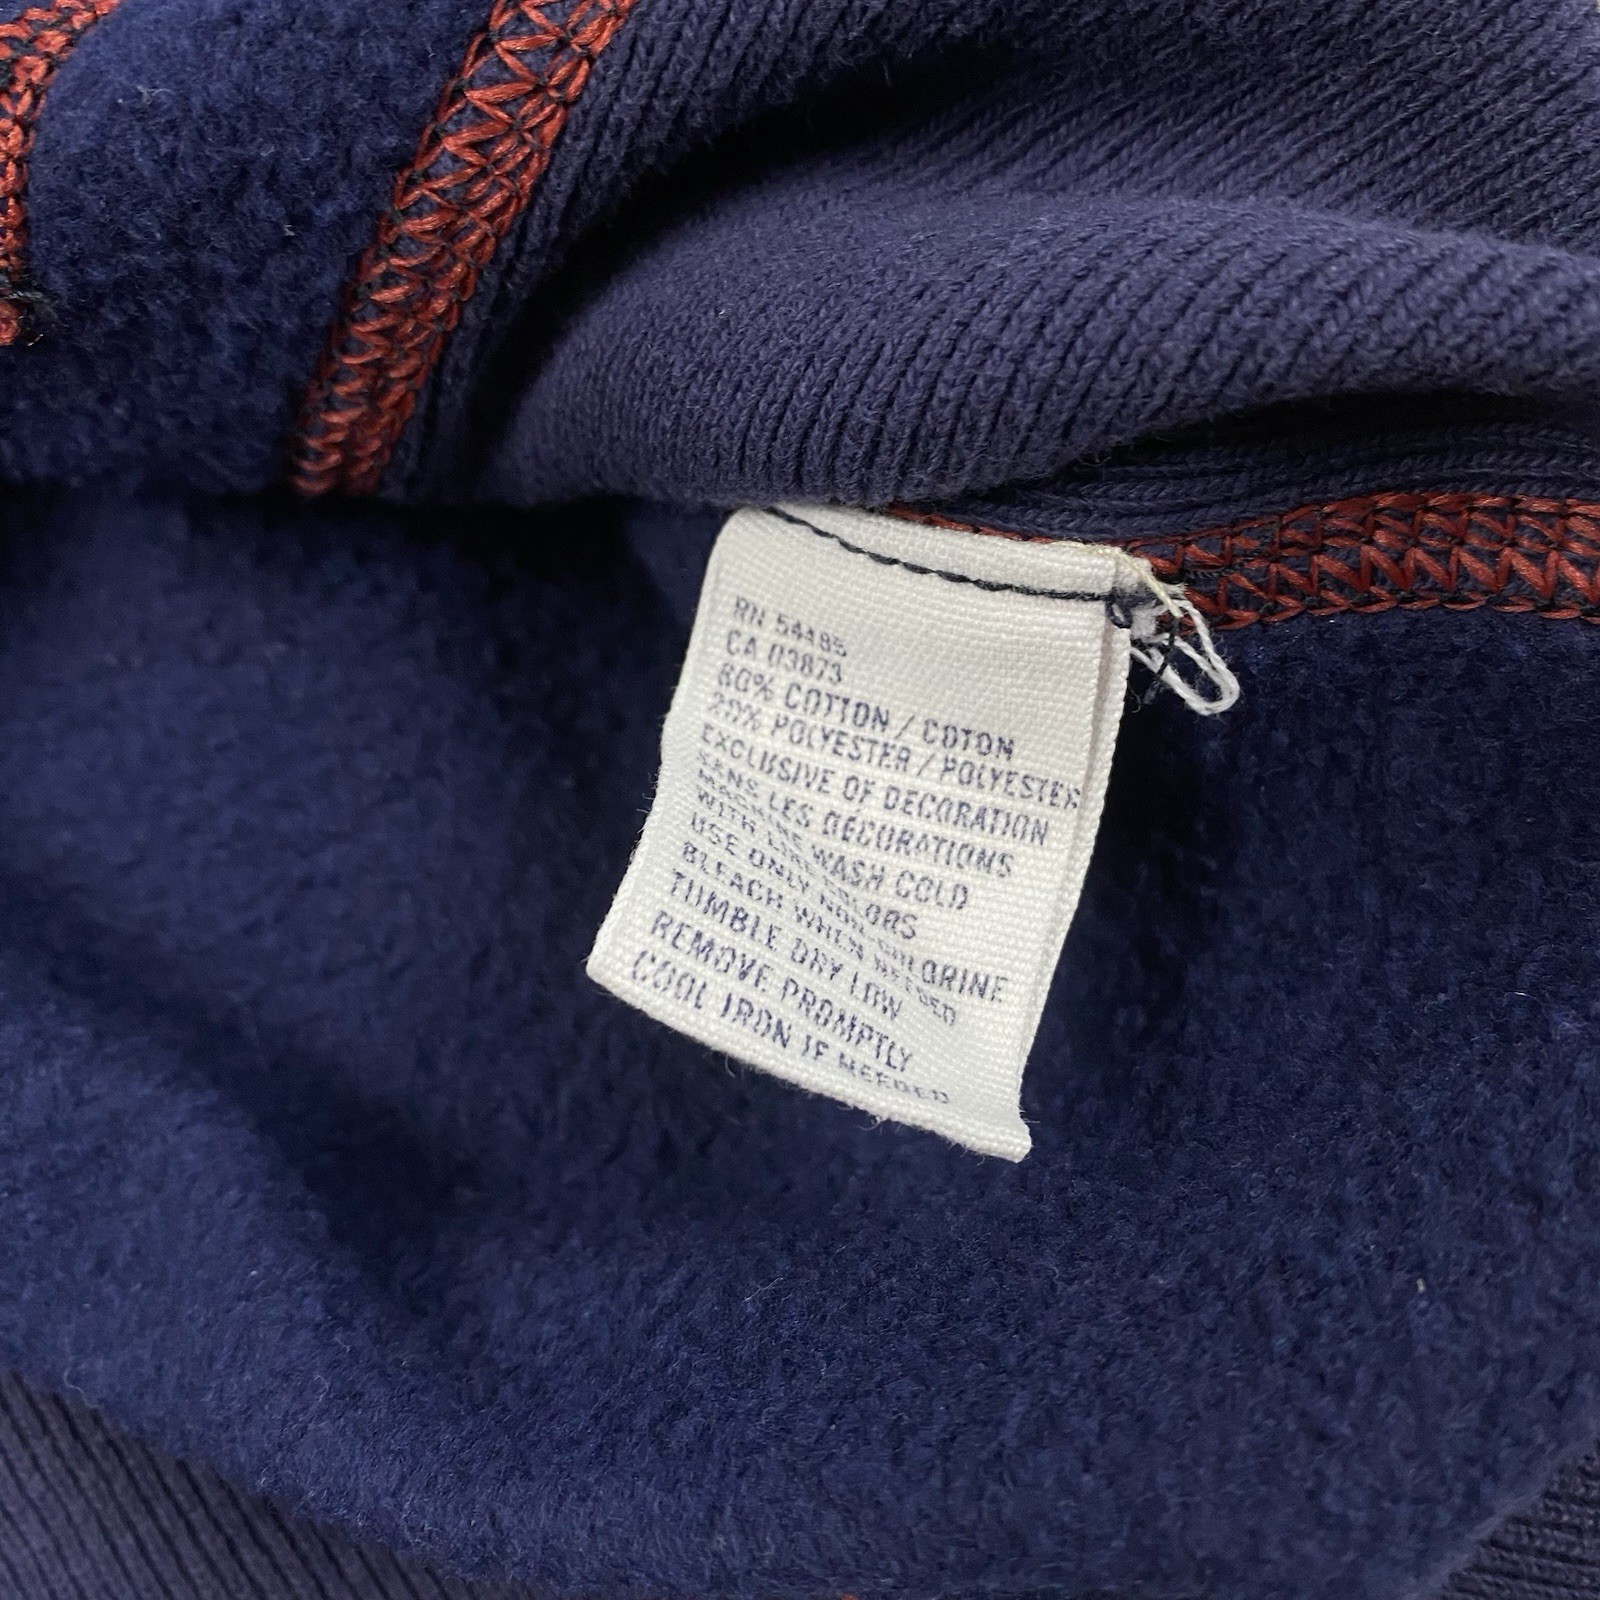 RN 54485
CA 03873
80% COTTON / COTON
20% POLYESTER / POLYESTER
EXCLUSIVE OF DECORATION
SANS LES DECORATIONS
MACHINE WASH COLD
WITH LIKE COLORS
USE ONLY NON-CHLORINE
BLEACH WHEN NEEDED
TUMBLE DRY LOW
REMOVE PROMPTLY
COOL IRON IF NEEDED